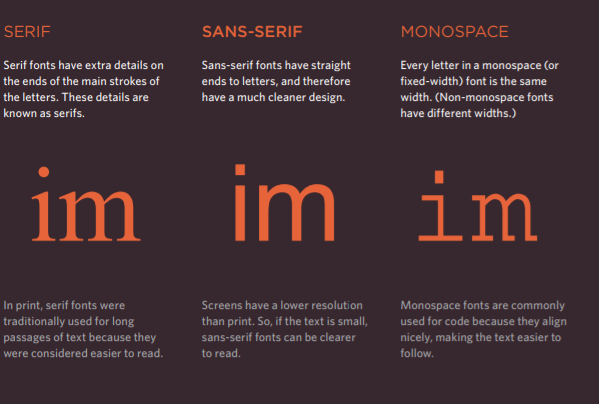 SERIF
Serif fonts have extra details on
the ends of the main strokes of
the letters. These details are
known as serifs.
im
In print, serif fonts were
traditionally used for long
passages of text because they
were considered easier to read.
SANS-SERIF
Sans-serif fonts have straight
ends to letters, and therefore
have a much cleaner design.
im
Screens have a lower resolution
than print. So, if the text is small,
sans-serif fonts can be clearer
to read.
MONOSPACE
Every letter in a monospace (or
fixed-width) font is the same
width. (Non-monospace fonts
have different widths.)
im
Monospace fonts are commonly
used for code because they align
nicely, making the text easier to
follow.